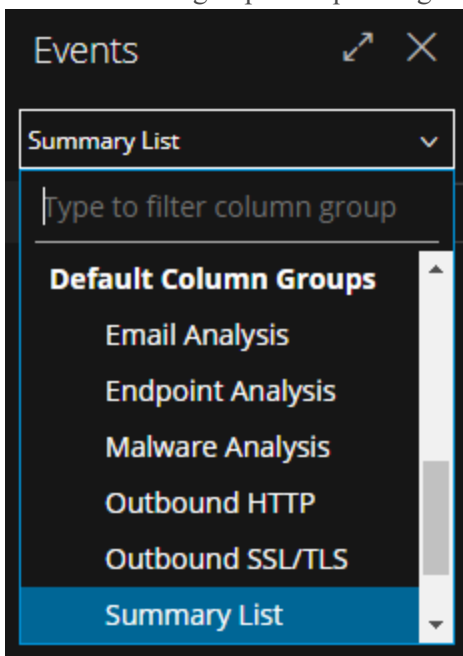 Events
Summary List
Type to filter column group
Default Column Groups
Email Analysis
Endpoint Analysis
Malware Analysis
Outbound HTTP
Outbound SSL/TLS
Summary List